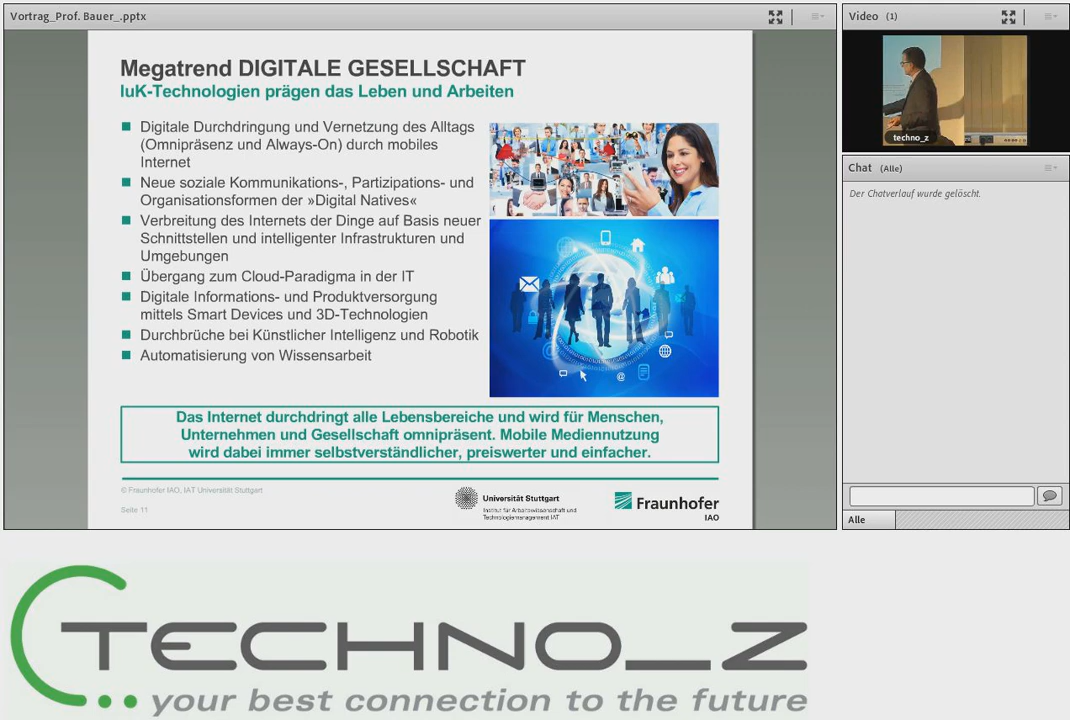 Vortrag_Prof. Bauer_.pptx
Megatrend DIGITALE GESELLSCHAFT
IuK-Technologien prägen das Leben und Arbeiten
Digitale Durchdringung und Vernetzung des Alltags
(Omnipräsenz und Always-On) durch mobiles
Internet
Neue soziale Kommunikations-, Partizipations- und
Organisationsformen der »Digital Natives«
Verbreitung des Internets der Dinge auf Basis neuer
Schnittstellen und intelligenter Infrastrukturen und
Umgebungen
Übergang zum Cloud-Paradigma in der IT
Digitale Informations- und Produktversorgung
mittels Smart Devices und 3D-Technologien
Durchbrüche bei Künstlicher Intelligenz und Robotik
Automatisierung von Wissensarbeit
Das Internet durchdringt alle Lebensbereiche und wird für Menschen,
Unternehmen und Gesellschaft omnipräsent. Mobile Mediennutzung
wird dabei immer selbstverständlicher, preiswerter und einfacher.
© Fraunhofer IAO, IAT Universität Stuttgart
Seite 11
Universität Stuttgart
Institut für Arbeitswissenschaft und
Technologiemanagement IAT
Fraunhofer
IAO
Video (1)
techno_z
Chat (Alle)
Der Chatverlauf wurde gelöscht.
Alle
TECHNO_Z
your best connection to the future